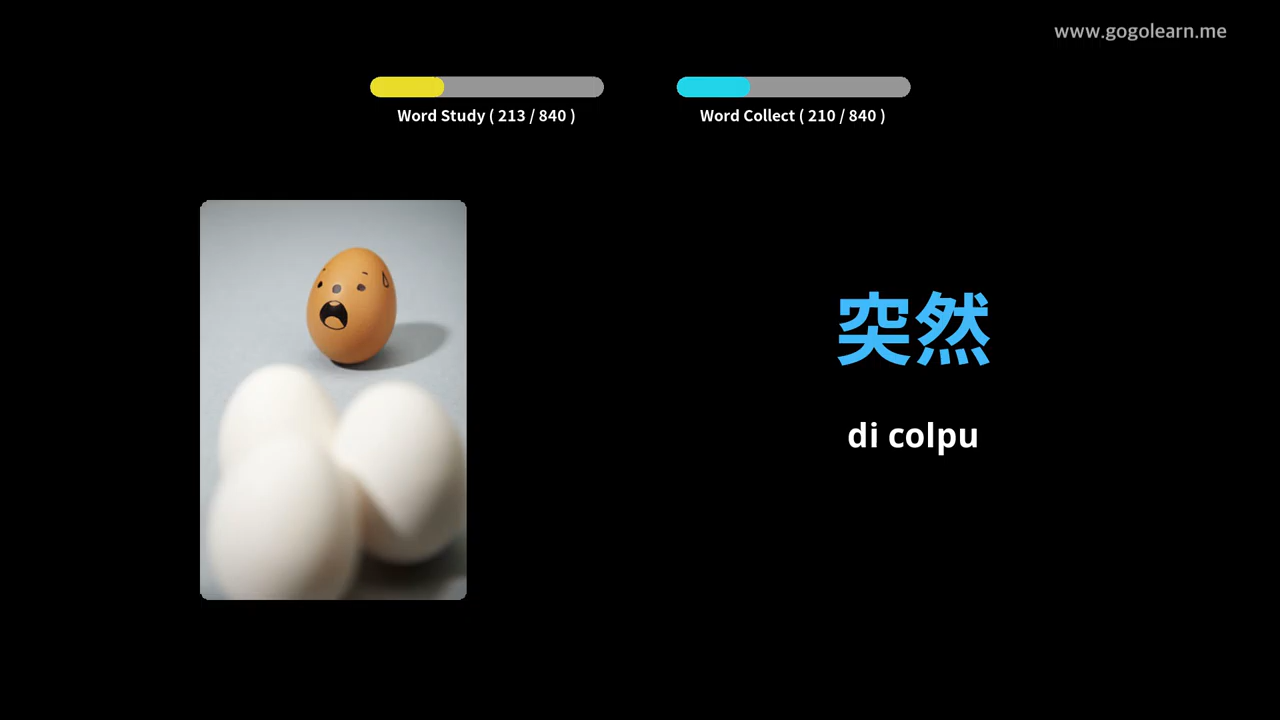 www.gogolearn.me
Word Study ( 213 / 840 )
Word Collect ( 210 / 840 )
突然
di colpu